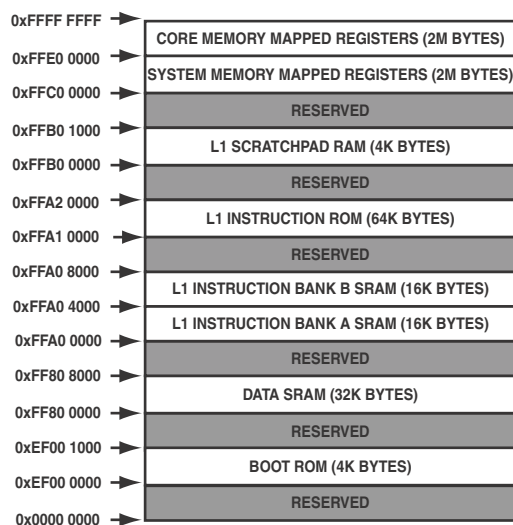 0xFFFF FFFF
CORE MEMORY MAPPED REGISTERS (2M BYTES)
0xFFE0 0000
SYSTEM MEMORY MAPPED REGISTERS (2M BYTES)
0xFFC0 0000
RESERVED
0xFFB0 1000
L1 SCRATCHPAD RAM (4K BYTES)
0xFFB0 0000
RESERVED
0xFFA2 0000
L1 INSTRUCTION ROM (64K BYTES)
0xFFA1 0000
RESERVED
0xFFA0 8000
L1 INSTRUCTION BANK B SRAM (16K BYTES)
0xFFA0 4000
L1 INSTRUCTION BANK A SRAM (16K BYTES)
0xFFA0 0000
RESERVED
0xFF80 8000
DATA SRAM (32K BYTES)
0xFF80 0000
RESERVED
0xEF00 1000
BOOT ROM (4K BYTES)
0xEF00 0000
RESERVED
0x0000 0000